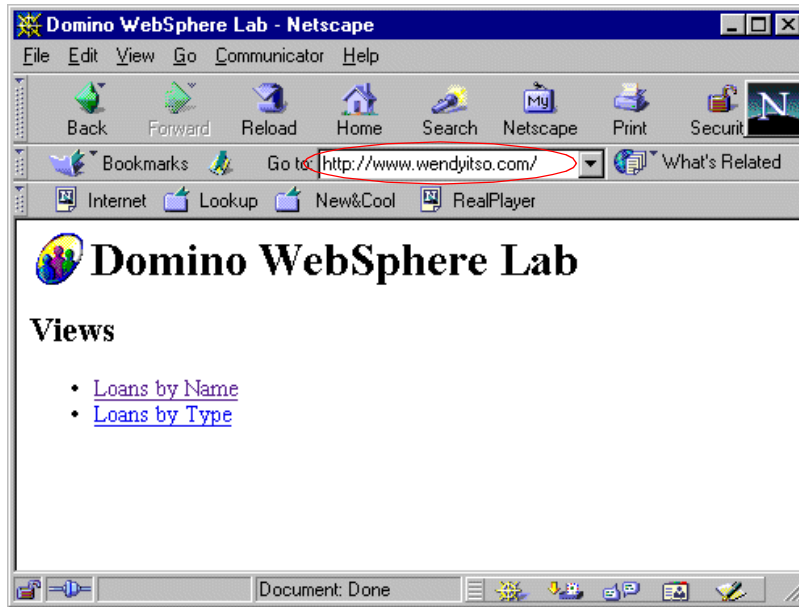 Domino WebSphere Lab - Netscape
File Edit View Go Communicator Help
My N
Back Forward Reload Home Search Netscape Print Securit
Bookmarks Go to: http://www.wendyitso.com/ What's Related
Internet Lookup New&Cool RealPlayer
Domino WebSphere Lab
Views
• Loans by Name
• Loans by Type
Document: Done